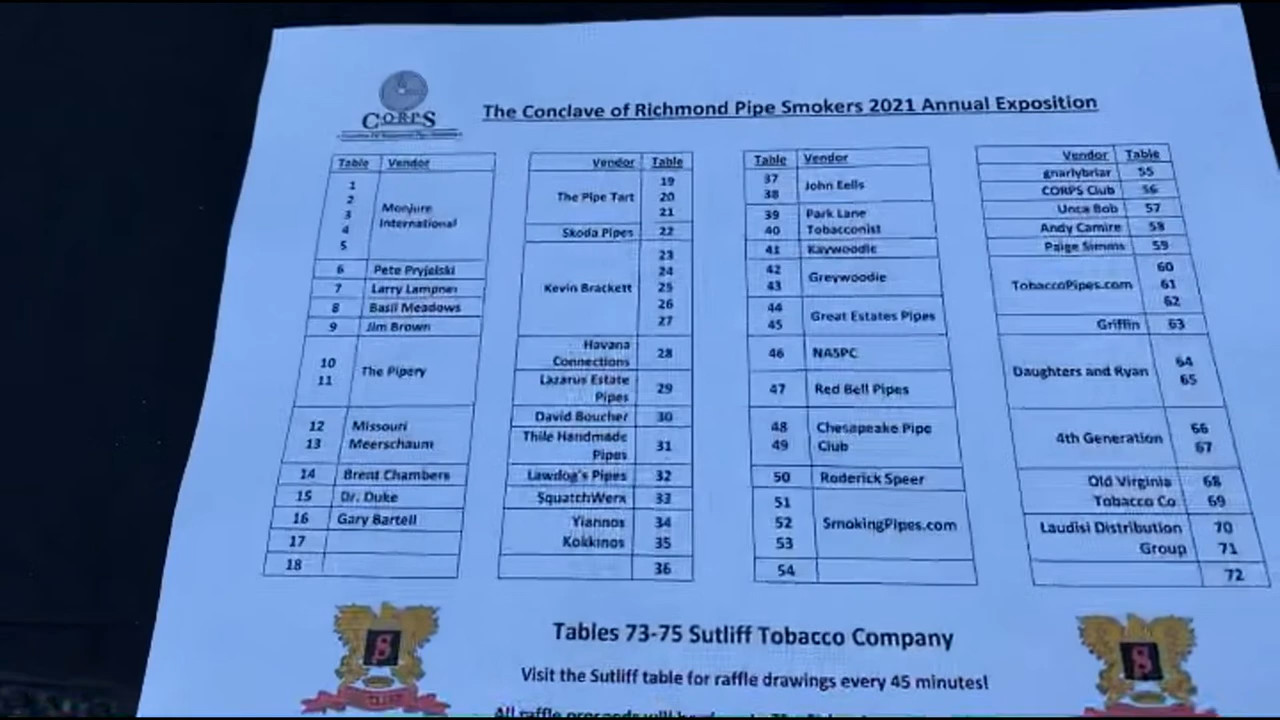 CORPS
The Conclave of Richmond Pipe Smokers 2021 Annual Exposition
Table Vendor
1
2
3
4
5
Monjure
International
6 Pete Pryjelski
7 Larry Lampner
8 Basil Meadows
9 Jim Brown
10
11
The Pipery
12 Missouri
13 Meerschaum
14 Brent Chambers
15 Dr. Duke
16 Gary Bartell
17
18
Vendor Table
The Pipe Tart
19
20
21
Skoda Pipes 22
Kevin Brackett
23
24
25
26
27
Havana
Connections
28
Lazarus Estate
Pipes
29
David Boucher 30
Thile Handmade
Pipes
31
Lawdog's Pipes 32
SquatchWerx 33
Yiannos 34
Kokkinos 35
36
Table Vendor
37
38
John Eells
39 Park Lane
40 Tobacconist
41 Kaywoodie
42
43
Greywoodie
44
45
Great Estates Pipes
46 NASPC
47 Red Bell Pipes
48 Chesapeake Pipe
49 Club
50 Roderick Speer
51
52
53
SmokingPipes.com
54
Vendor Table
gnarlybriar 55
CORPS Club 56
Unca Bob 57
Andy Camire 58
Paige Simms 59
TobaccoPipes.com
60
61
62
Griffin 63
Daughters and Ryan
64
65
4th Generation
66
67
Old Virginia 68
Tobacco Co 69
Laudisi Distribution 70
Group 71
72
Tables 73-75 Sutliff Tobacco Company
Visit the Sutliff table for raffle drawings every 45 minutes!
All raffle proceeds will be
S
S